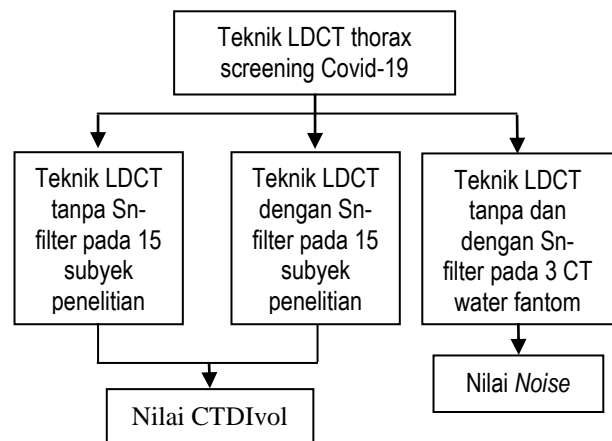 Teknik LDCT thorax
screening Covid-19
Teknik LDCT
tanpa Sn-
filter pada 15
subyek
penelitian
Teknik LDCT
dengan Sn-
filter pada 15
subyek
penelitian
Teknik LDCT
tanpa dan
dengan Sn-
filter pada 3 CT
water fantom
Nilai CTDIvol
Nilai Noise